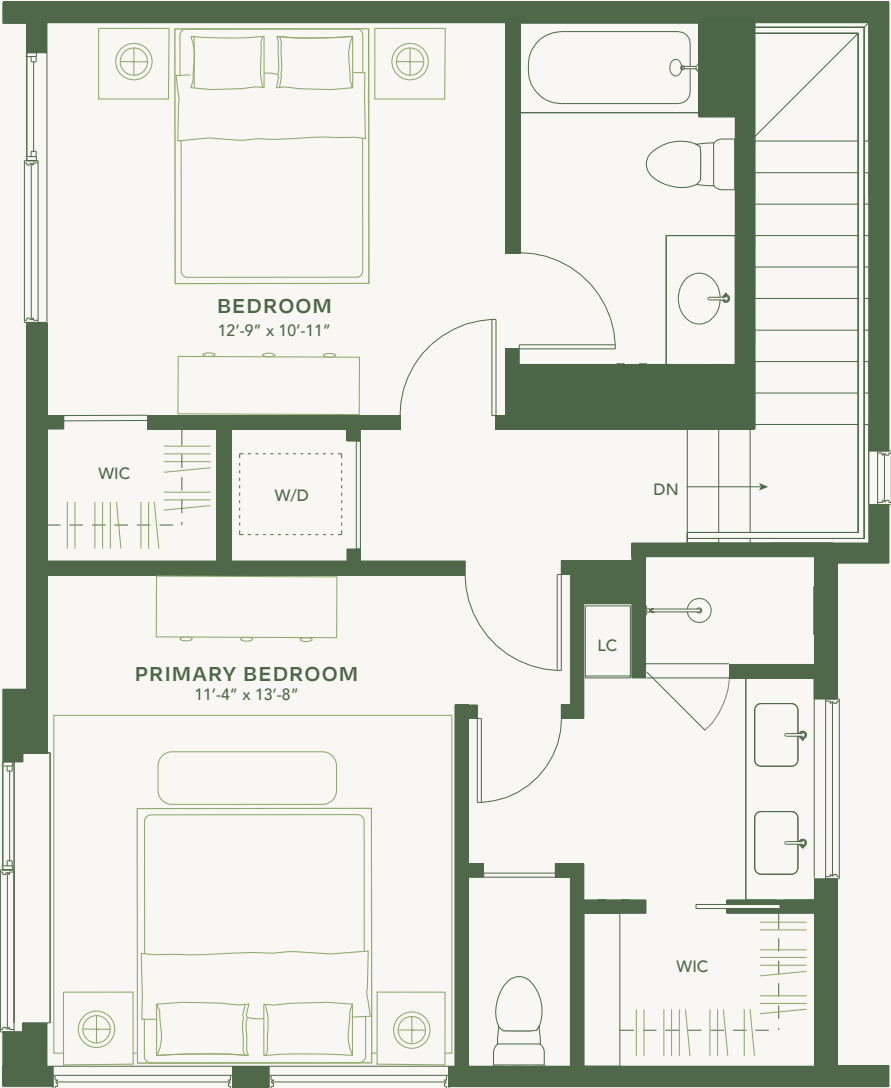 BEDROOM
12’-9” x 10’-11”
WIC
W/D
DN
LC
PRIMARY BEDROOM
11’-4” x 13’-8”
WIC